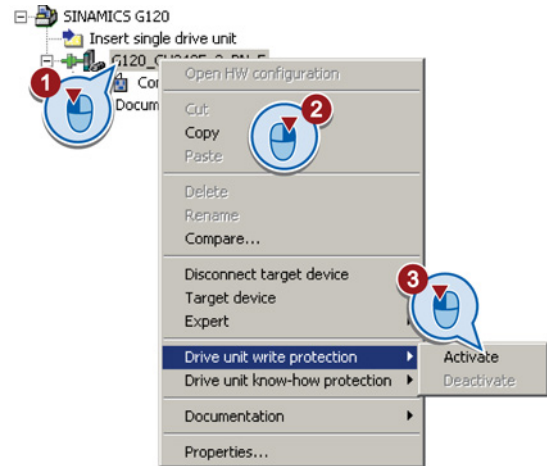 SINAMICS G120
Insert single drive unit
1
Open HW configuration
Docum
Cut
2
Copy
Paste
Delete
Rename
Compare...
Disconnect target device
3
Target device
Expert
Drive unit write protection
Activate
Drive unit know-how protection
Deactivate
Documentation
Properties...